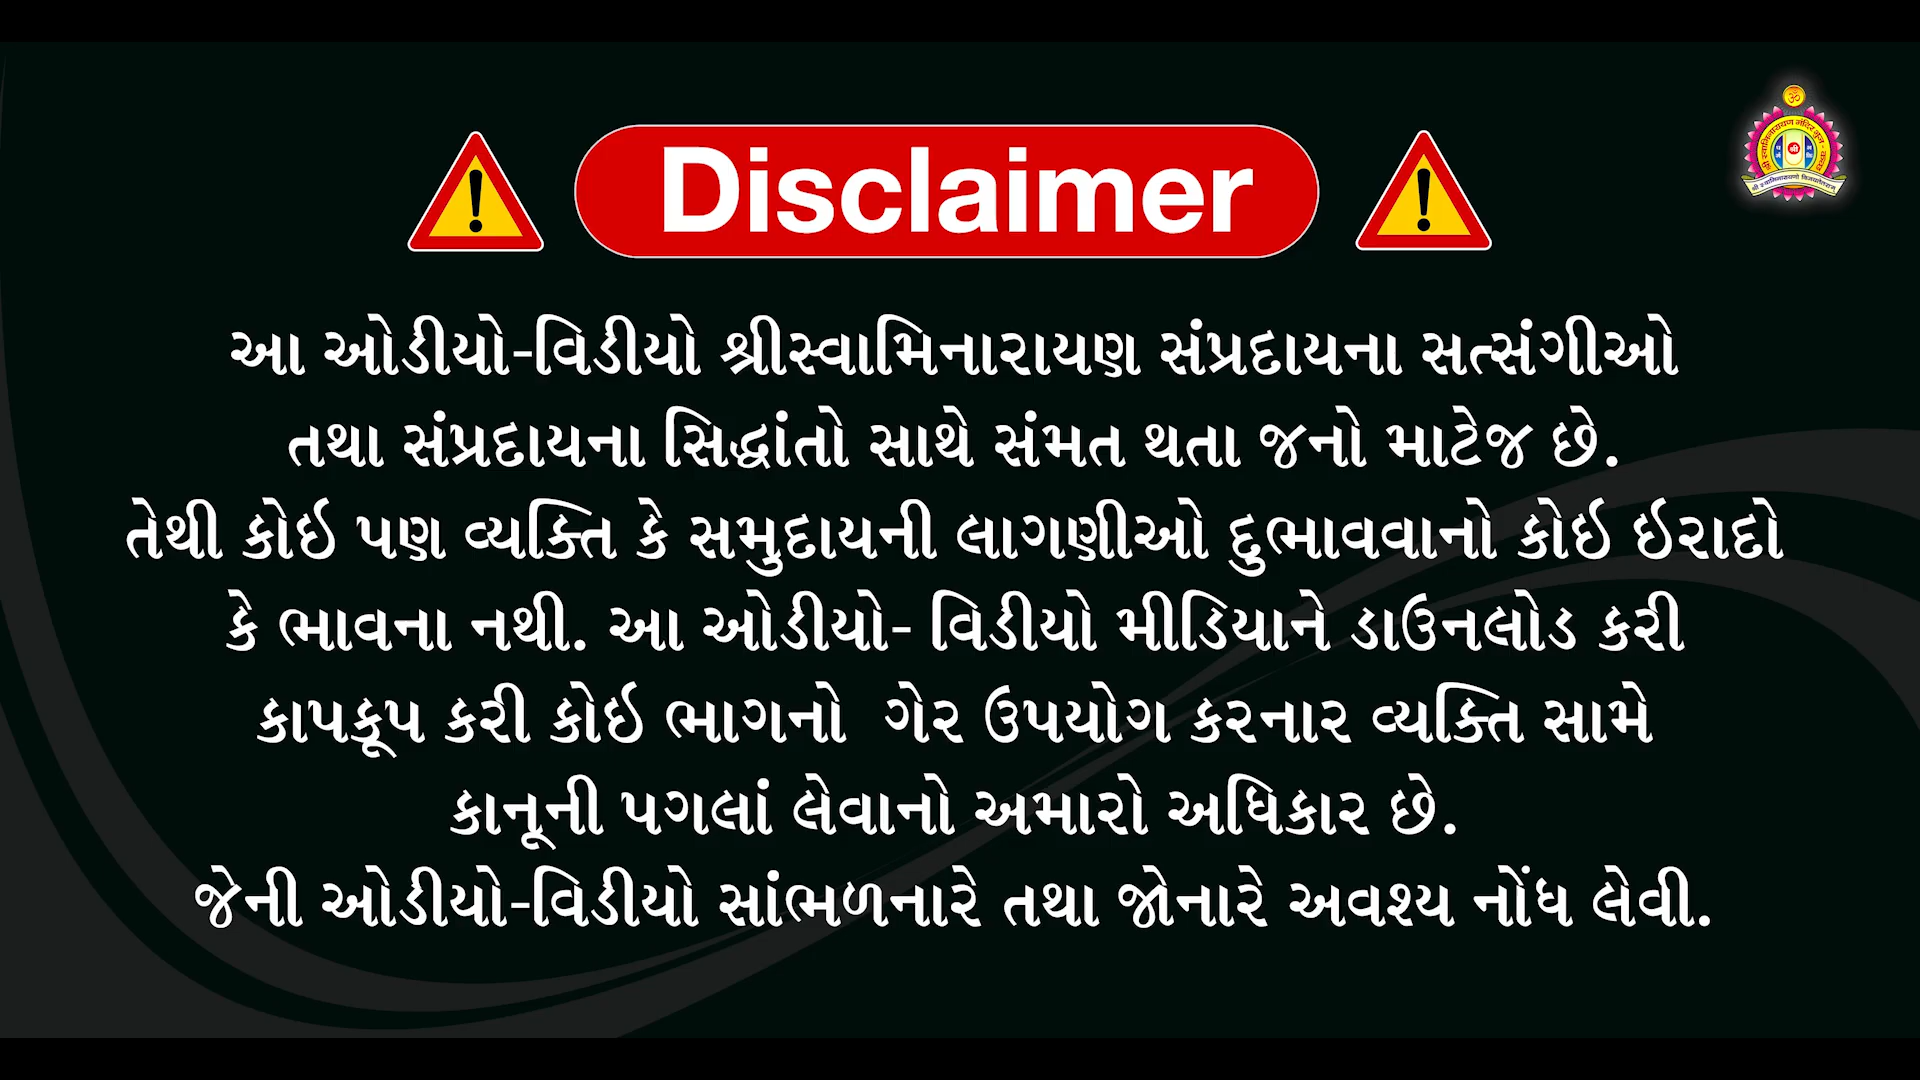 Disclaimer
આ ઓડીયો-વિડીયો શ્રીસ્વામિનારાયણ સંપ્રદાયના સત્સંગીઓ
તથા સંપ્રદાયના સિદ્ધાંતો સાથે સંમત થતા જનો માટેજ છે.
તેથી કોઇ પણ વ્યક્તિ કે સમુદાયની લાગણીઓ દુભાવવાનો કોઇ ઇરાદો
કે ભાવના નથી. આ ઓડીયો- વિડીયો મીડિયાને ડાઉનલોડ કરી
કાપકૂપ કરી કોઇ ભાગનો  ગેર ઉપયોગ કરનાર વ્યક્તિ સામે
કાનૂની પગલાં લેવાનો અમારો અધિકાર છે.
જેની ઓડીયો-વિડીયો સાંભળનારે તથા જોનારે અવશ્ય નોંધ લેવી.